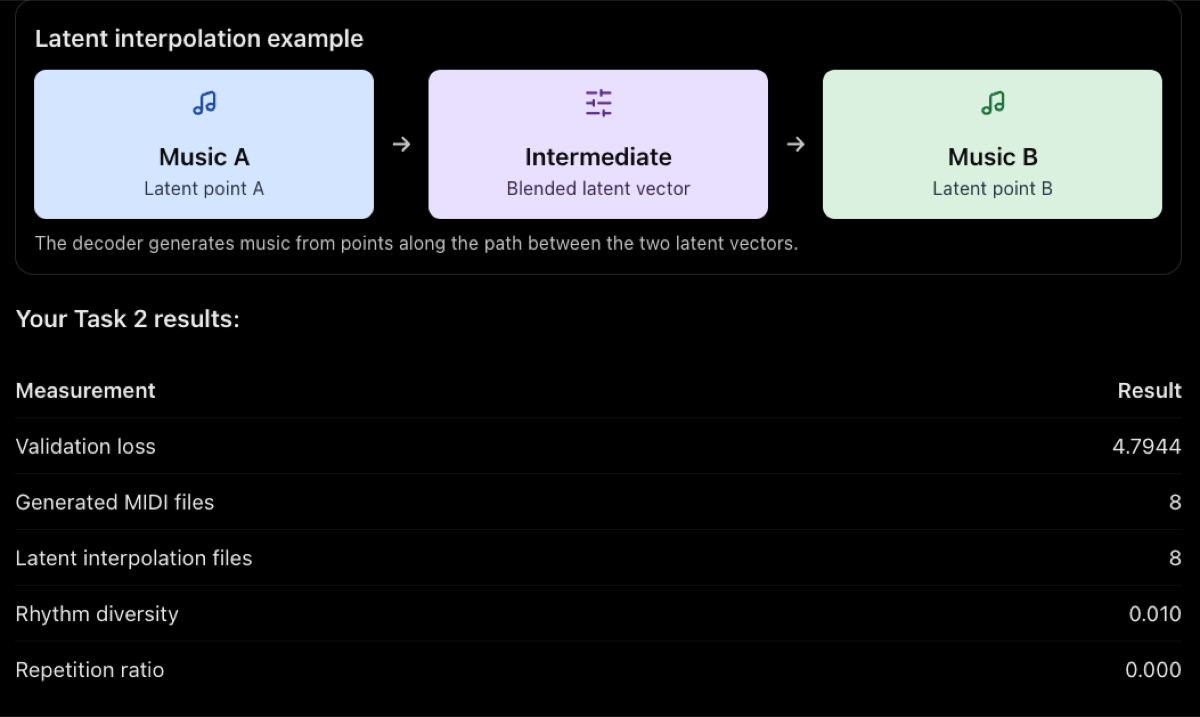 Latent interpolation example
Music A
Latent point A
→
Intermediate
Blended latent vector
→
Music B
Latent point B
The decoder generates music from points along the path between the two latent vectors.
Your Task 2 results:
Measurement Result
Validation loss 4.7944
Generated MIDI files 8
Latent interpolation files 8
Rhythm diversity 0.010
Repetition ratio 0.000